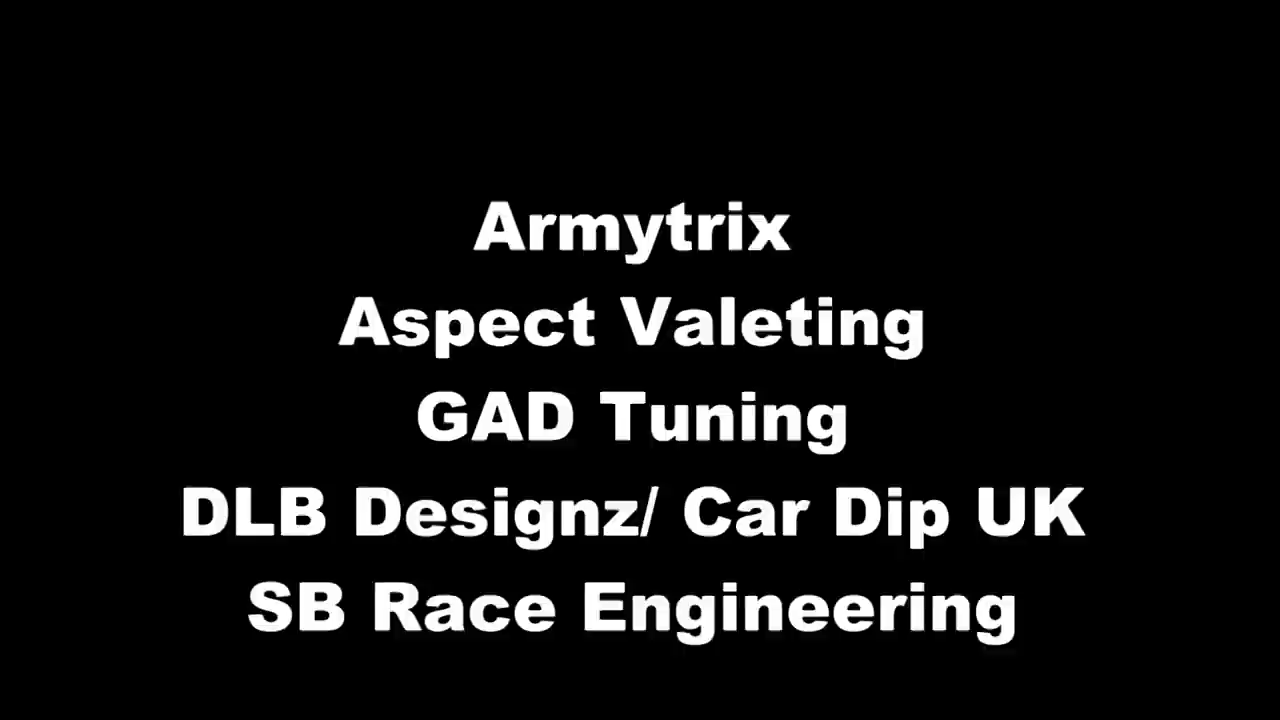 Armytrix
Aspect Valeting
GAD Tuning
DLB Designz/ Car Dip UK
SB Race Engineering